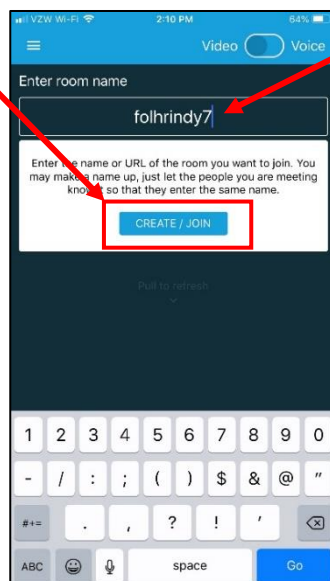 VZW Wi-Fi 2:10 PM 64%
Video Voice
Enter room name
folhrindy7
Enter the name or URL of the room you want to join. You
may make a name up, just let the people you are meeting
know it so that they enter the same name.
CREATE / JOIN
Pull to refresh
1 2 3 4 5 6 7 8 9 0
- / : ; ( ) $ & @ "
#+= . , ? ! '
ABC space Go